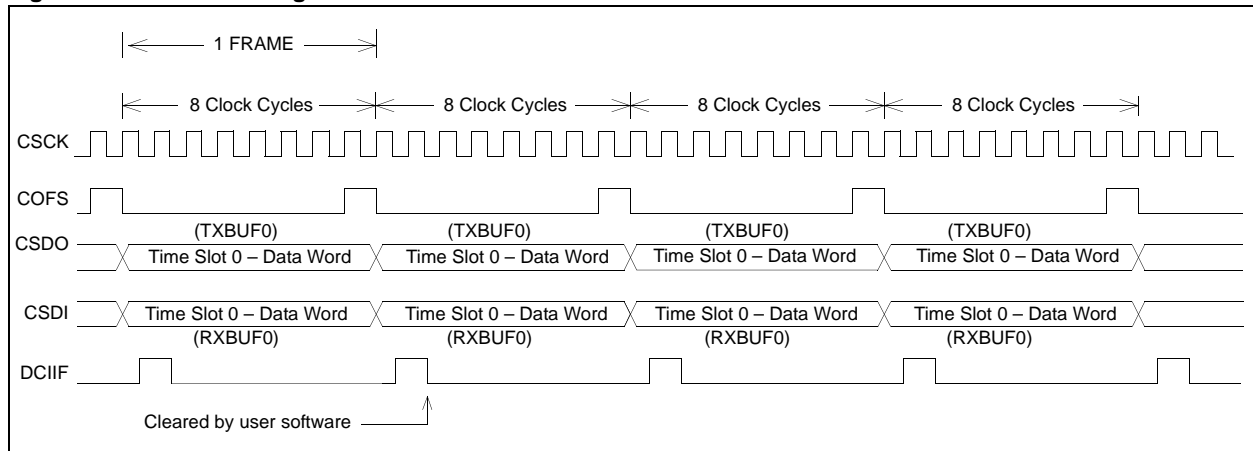 1 FRAME
8 Clock Cycles 8 Clock Cycles 8 Clock Cycles 8 Clock Cycles
CSCK
COFS
(TXBUF0) (TXBUF0) (TXBUF0) (TXBUF0)
CSDO Time Slot 0 – Data Word Time Slot 0 – Data Word Time Slot 0 – Data Word Time Slot 0 – Data Word
CSDI Time Slot 0 – Data Word Time Slot 0 – Data Word Time Slot 0 – Data Word Time Slot 0 – Data Word
(RXBUF0) (RXBUF0) (RXBUF0) (RXBUF0)
DCIIF
Cleared by user software